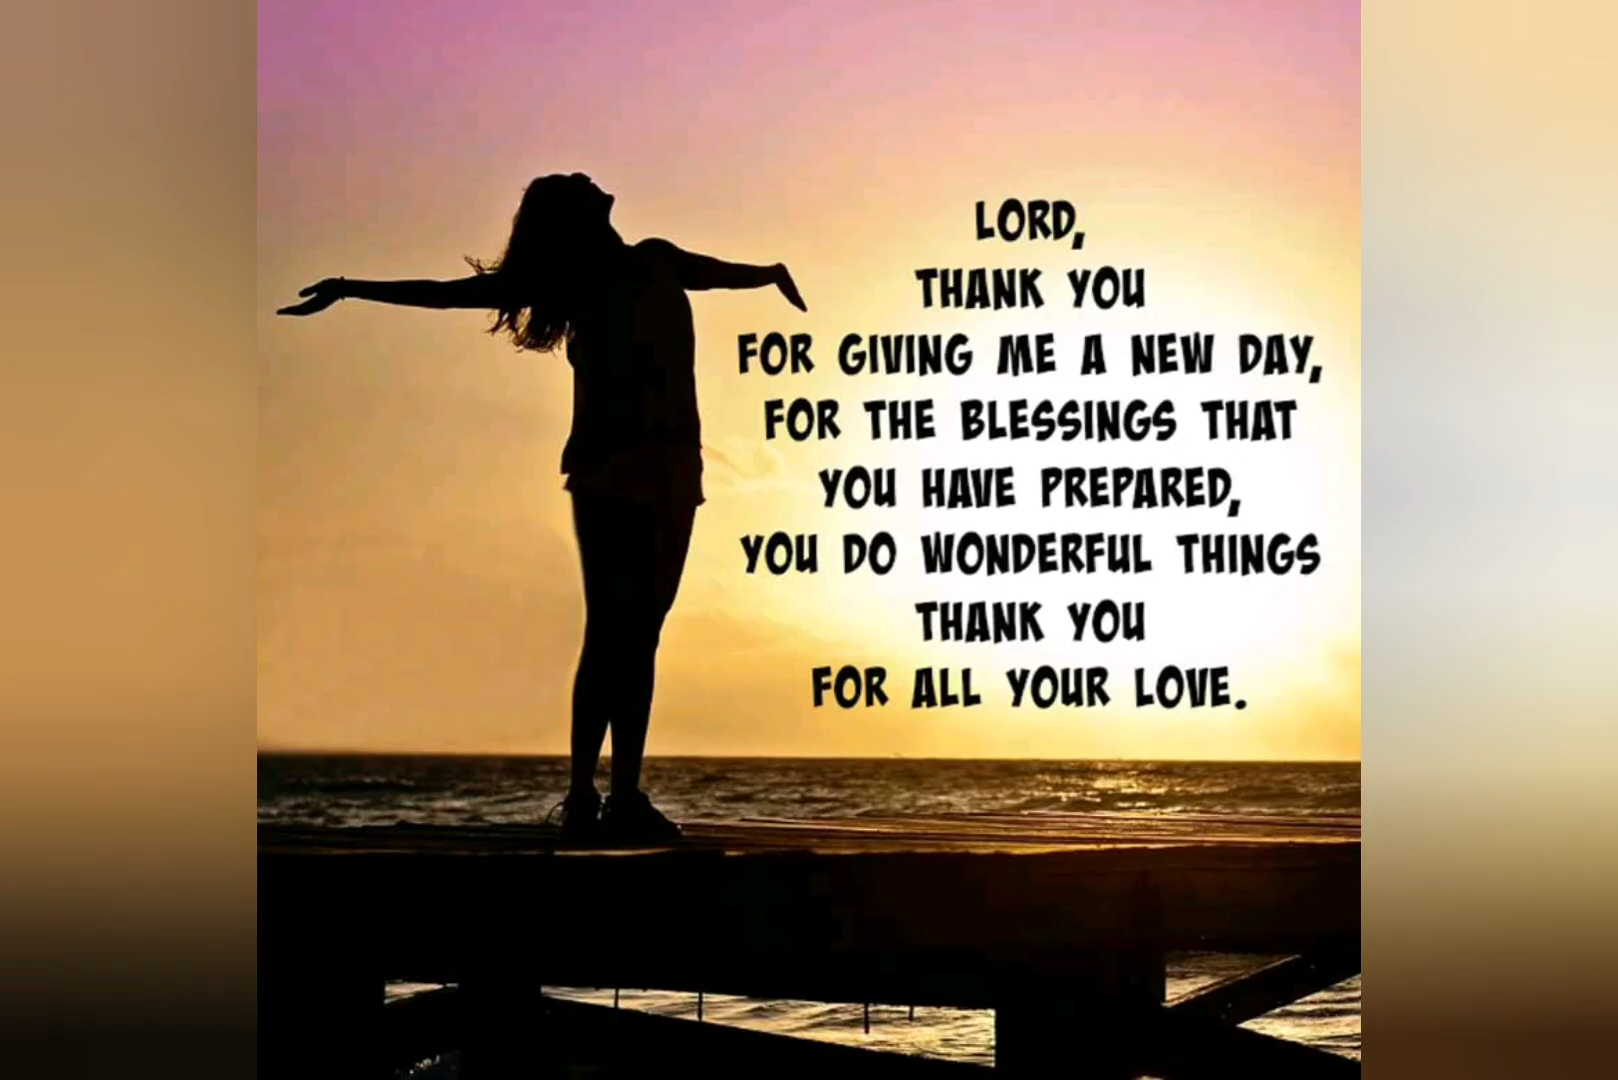 LORD,
THANK YOU
FOR GIVING ME A NEW DAY,
FOR THE BLESSINGS THAT
YOU HAVE PREPARED,
YOU DO WONDERFUL THINGS
THANK YOU
FOR ALL YOUR LOVE.